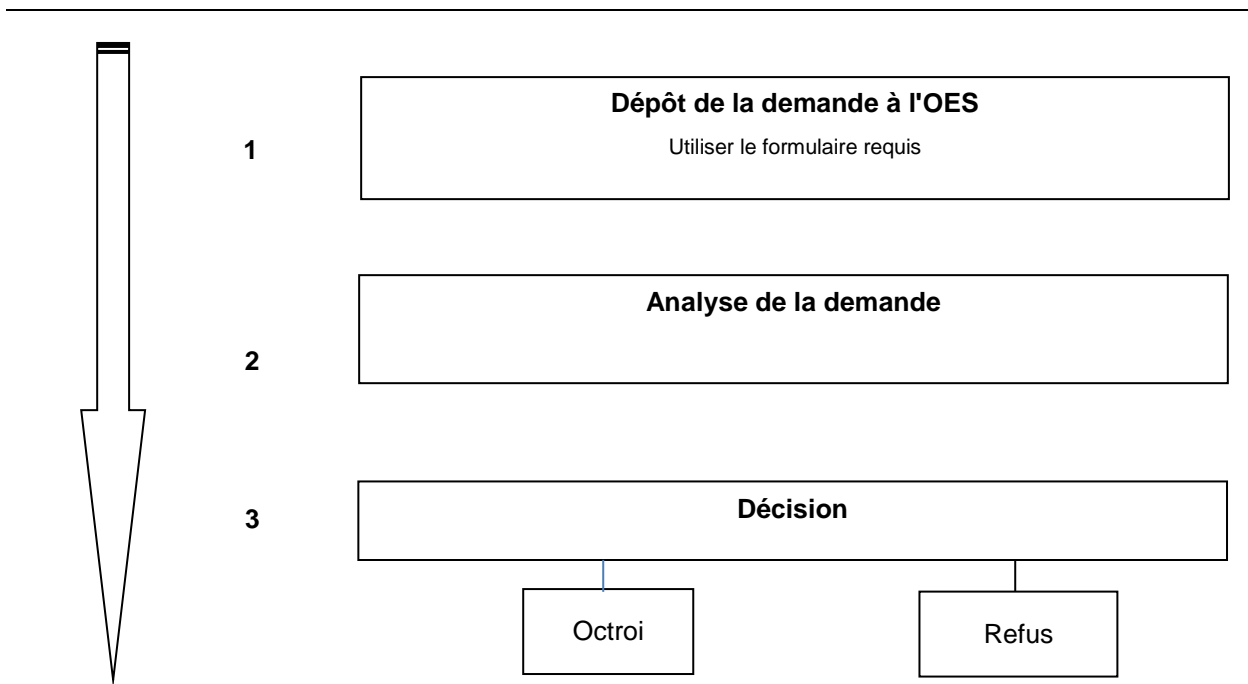 Dépôt de la demande à l'OES
1
Utiliser le formulaire requis
Analyse de la demande
2
Décision
3
Octroi
Refus